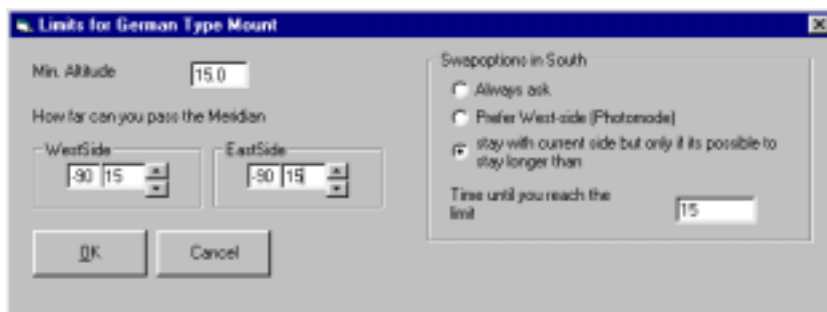 Limits for German Type Mount
Min. Altitude 15.0
How far can you pass the Meridian
WestSide
-90 15
EastSide
-90 15
OK
Cancel
Swapoptions in South
Always ask
Prefer West-side (Photomode)
stay with current side but only if its possible to
stay longer than
Time until you reach the
limit
15